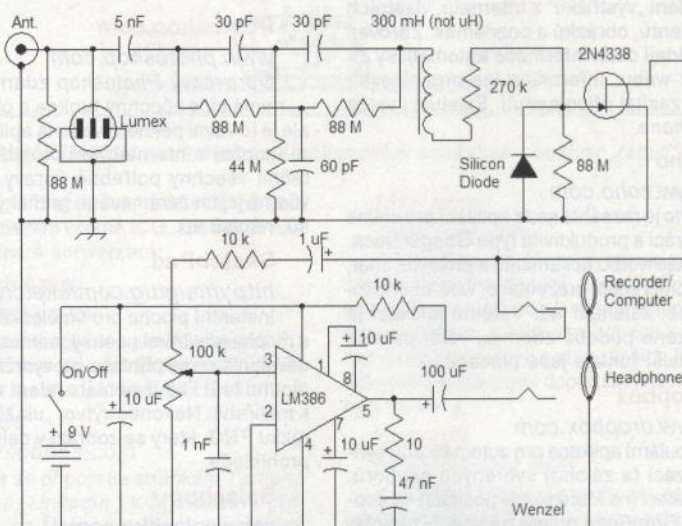 Ant.
5 nF
30 pF
30 pF
300 mH (not uH)
2N4338
270 k
Lumex
88 M
88 M
44 M
60 pF
88 M
Silicon
Diode
88 M
10 k
1 uF
+
10 k
Recorder/
Computer
100 k
3
1
+
10 uF
8
LM386
100 uF
On/Off
10 uF
+
2
5
+
Headphone
4
7
9 V
+
1 nF
+
10 uF
10
47 nF
Wenzel